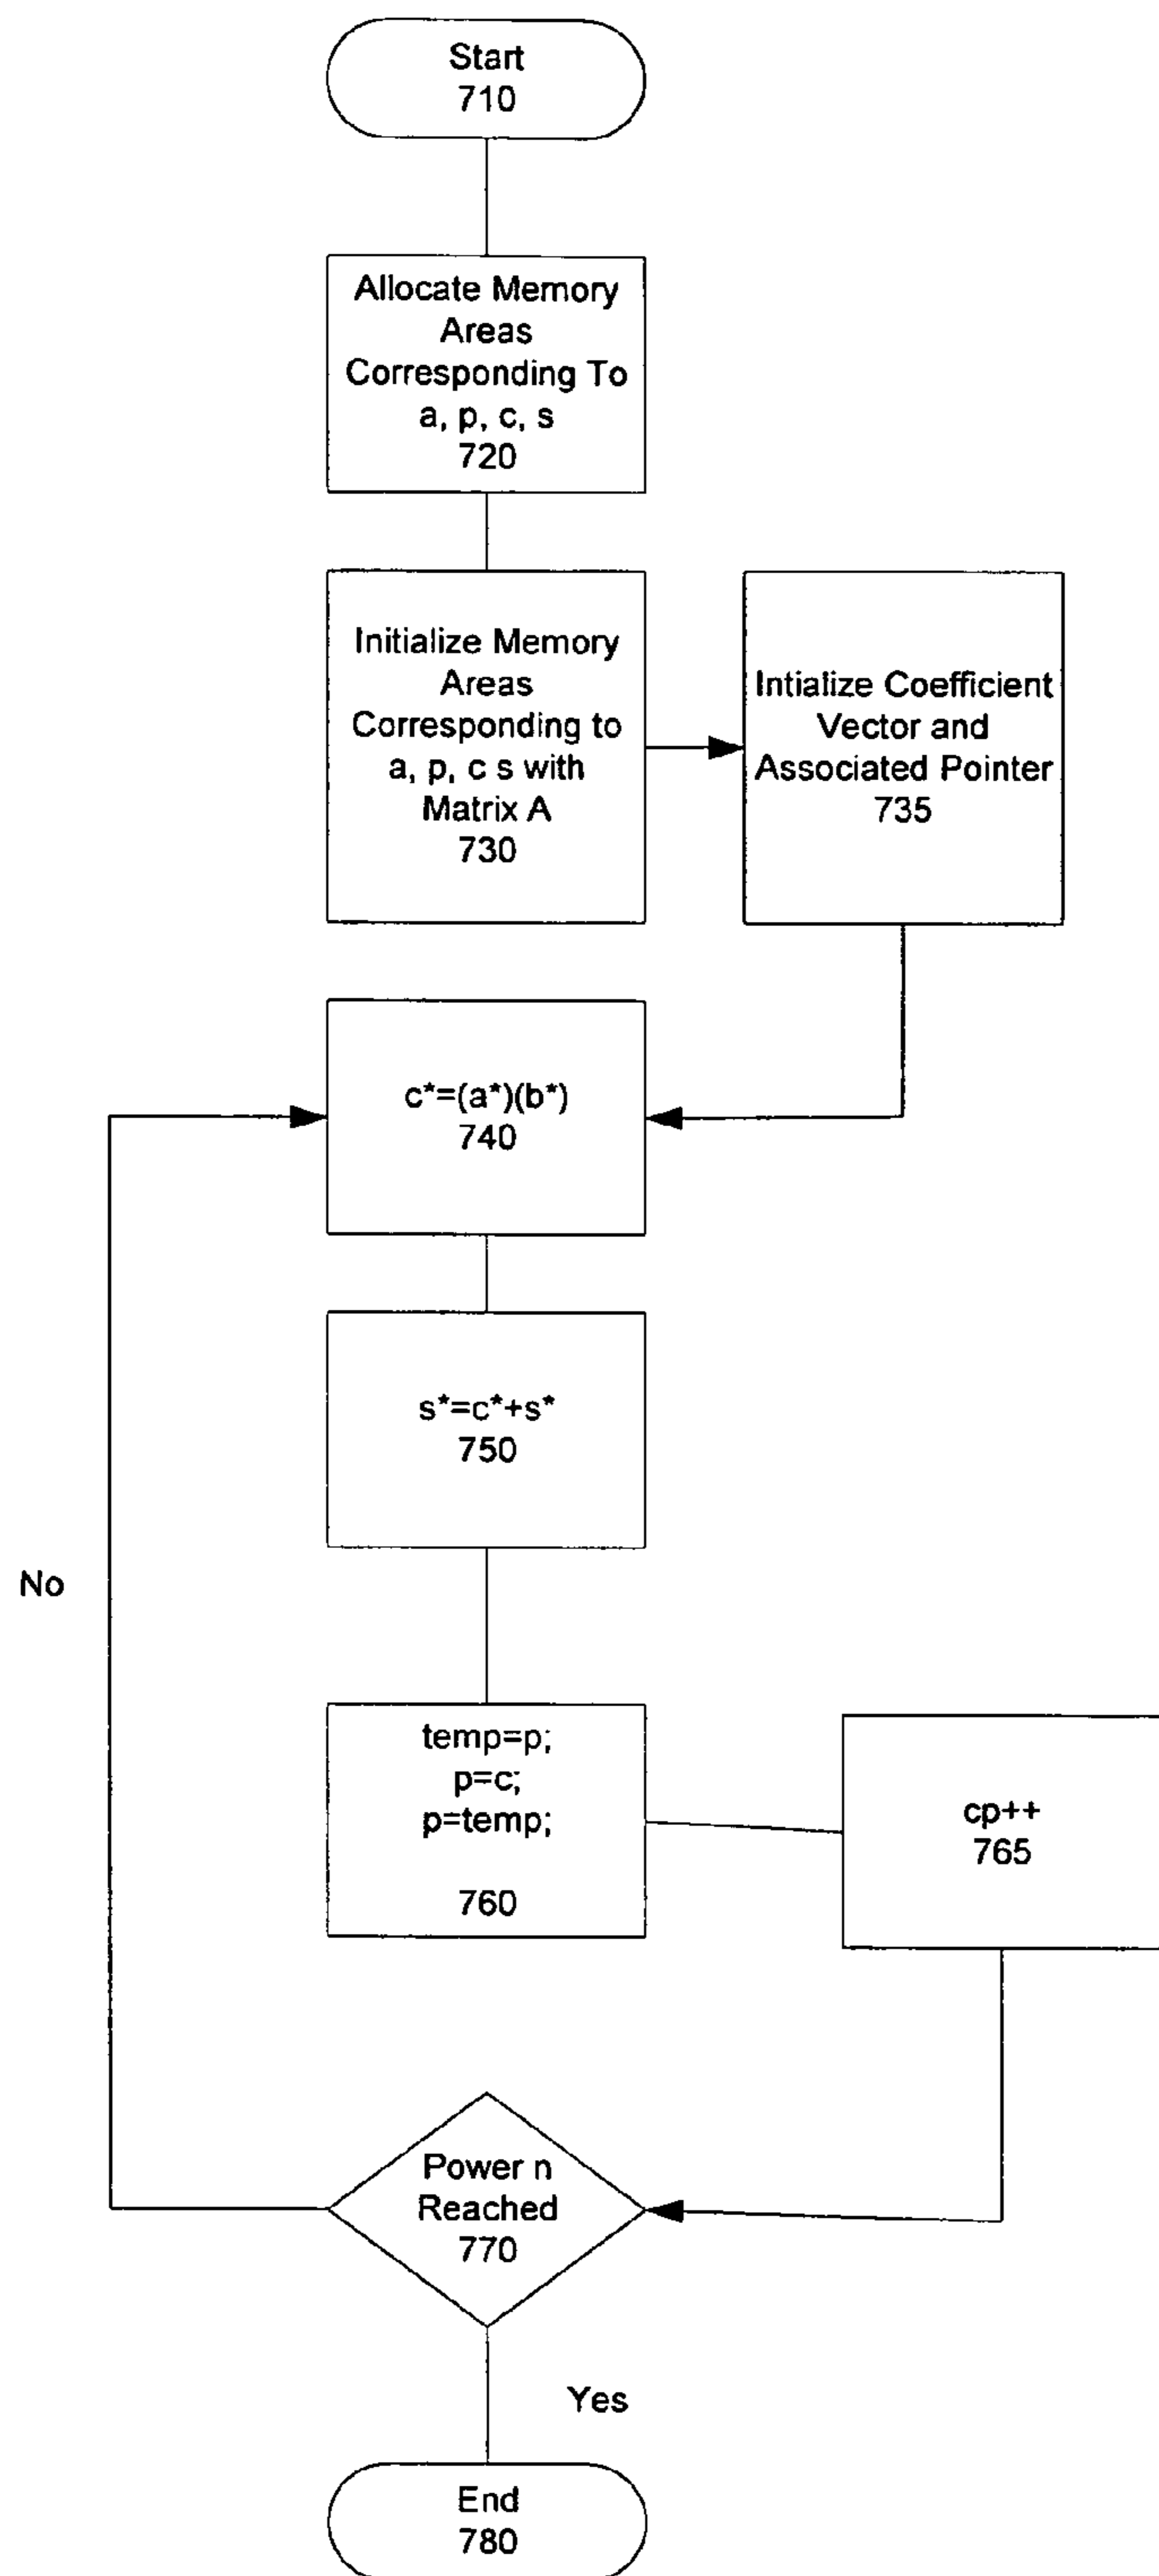 Start
710
Allocate Memory
Areas
Corresponding To
a, p, c, s
720
Initialize Memory
Areas
Corresponding to
a, p, c s with
Matrix A
730
Intialize Coefficient
Vector and
Associated Pointer
735
c*=(a*)(b*)
740
s*=c*+s*
750
No
temp=p;
p=c;
p=temp;
760
cp++
765
Power n
Reached
770
Yes
End
780